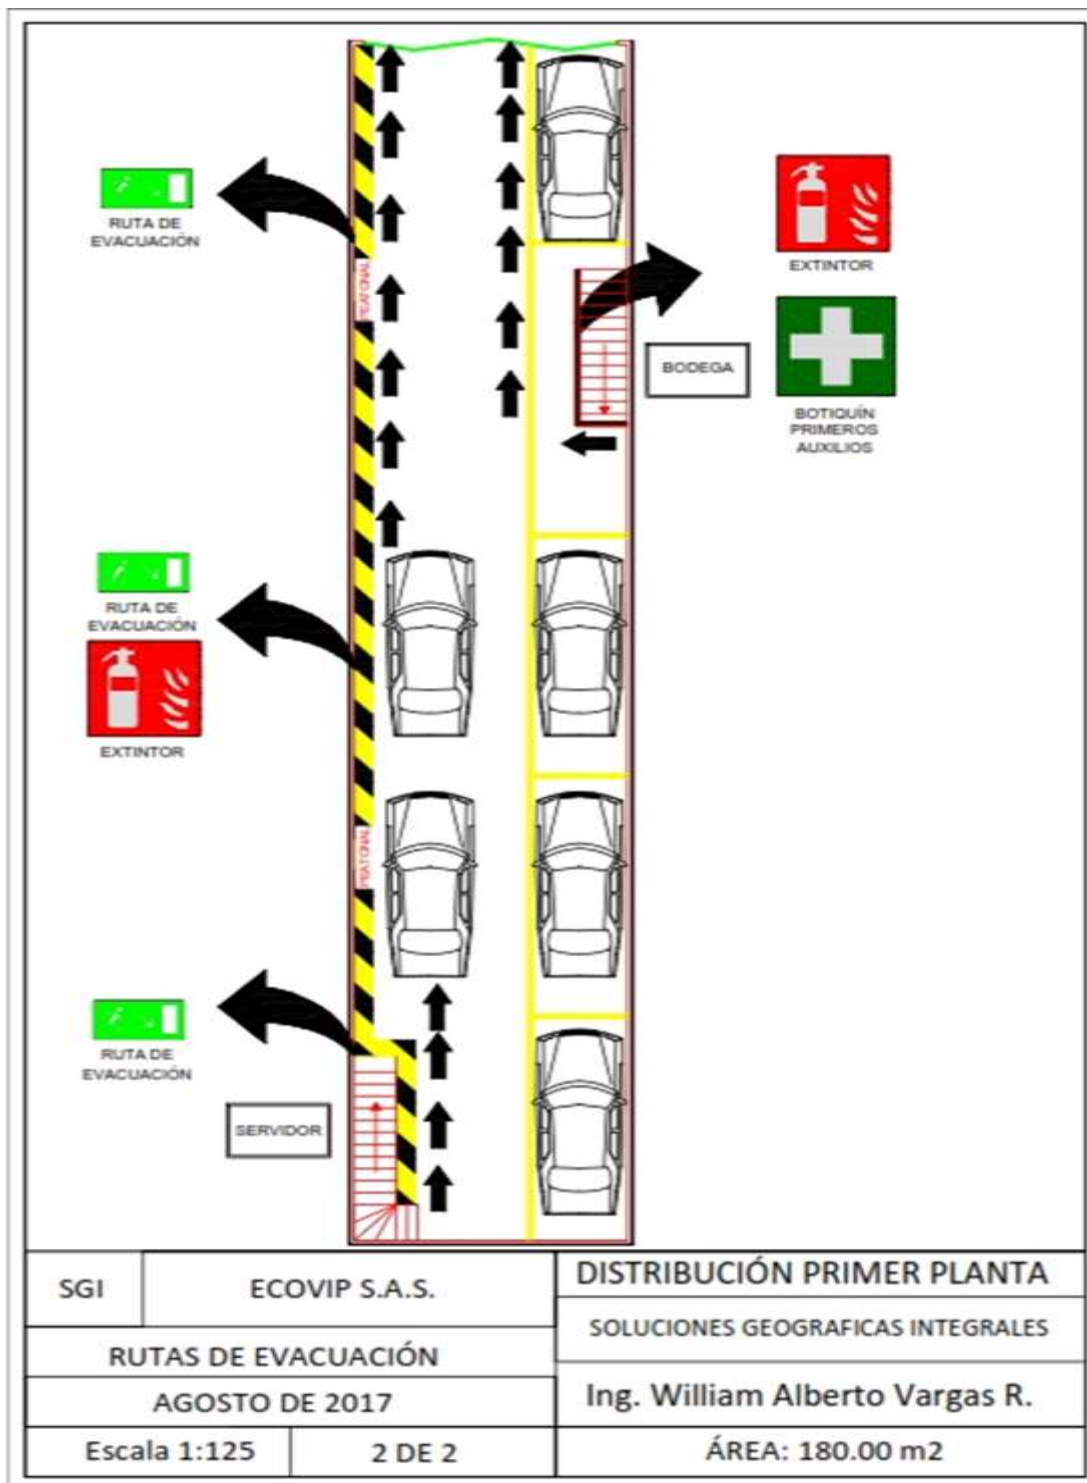 RUTA DE
EVACUACIÓN
PEATONAL
EXTINTOR
BODEGA
BOTIQUÍN
PRIMEROS
AUXILIOS
RUTA DE
EVACUACIÓN
EXTINTOR
PEATONAL
RUTA DE
EVACUACIÓN
SERVIDOR
SGI
ECOVIP S.A.S.
DISTRIBUCIÓN PRIMER PLANTA
SOLUCIONES GEOGRAFICAS INTEGRALES
RUTAS DE EVACUACIÓN
AGOSTO DE 2017
Ing. William Alberto Vargas R.
Escala 1:125
2 DE 2
ÁREA: 180.00 m2